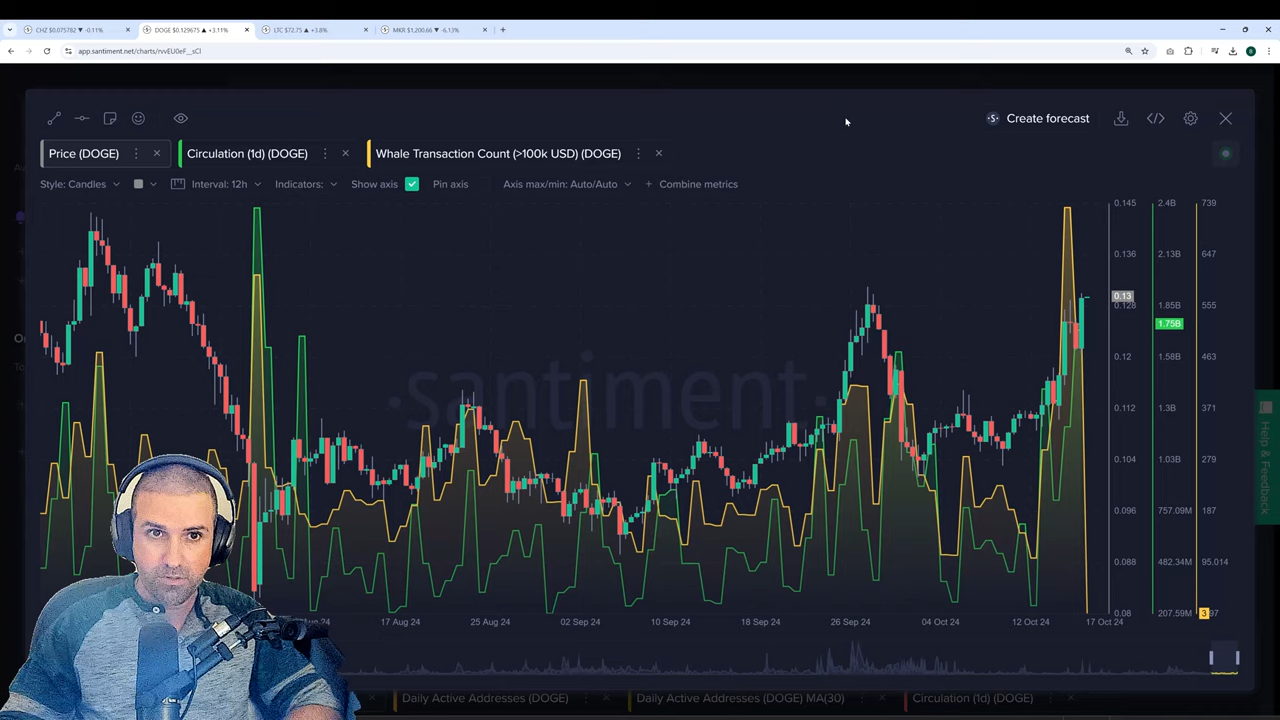 CHZ $0.075782 ▼ -0.11%
DOGE $0.129675 ▲ +3.11%
LTC $72.75 ▲ +3.8%
MKR $1,200.66 ▼ -6.13%
Create forecast
Price (DOGE)
Circulation (1d) (DOGE)
Whale Transaction Count (>100k USD) (DOGE)
Style: Candles
Interval: 12h
Indicators:
Show axis
Pin axis
Axis max/min: Auto/Auto
+ Combine metrics
·santiment·
0.145 2.4B 739
0.136 2.13B 647
0.13
0.128 1.85B 555
1.75B
0.12 1.58B 463
0.112 1.3B 371
0.104 1.03B 279
0.096 757.09M 187
0.088 482.34M 95.014
0.08 207.59M
17 Aug 24
25 Aug 24
02 Sep 24
10 Sep 24
18 Sep 24
26 Sep 24
04 Oct 24
12 Oct 24
17 Oct 24
Help & Feedback
Daily Active Addresses (DOGE)
Daily Active Addresses (DOGE) MA(30)
Circulation (1d) (DOGE)